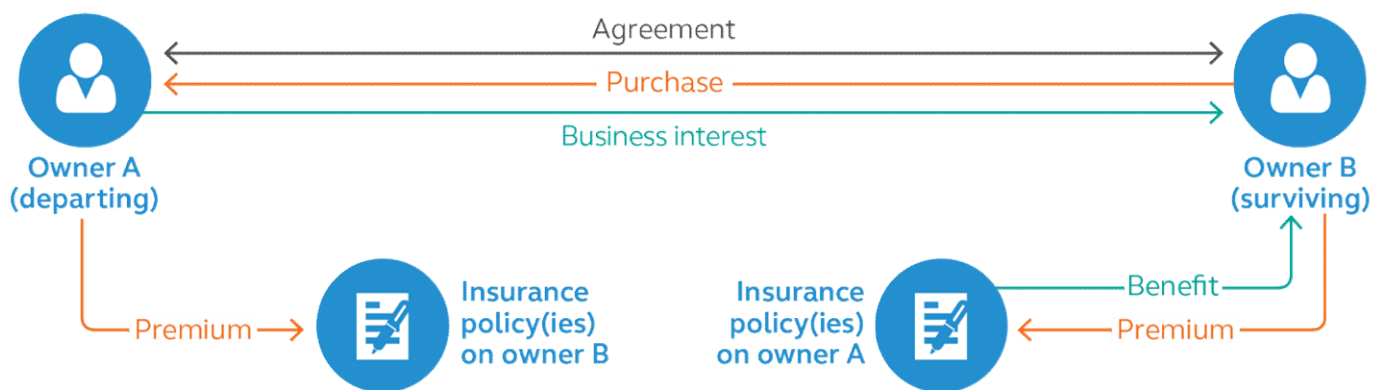 Agreement
Purchase
Business interest
Owner A
(departing)
Owner B
(surviving)
Premium
Insurance
policy(ies)
on owner B
Insurance
policy(ies)
on owner A
Benefit
Premium